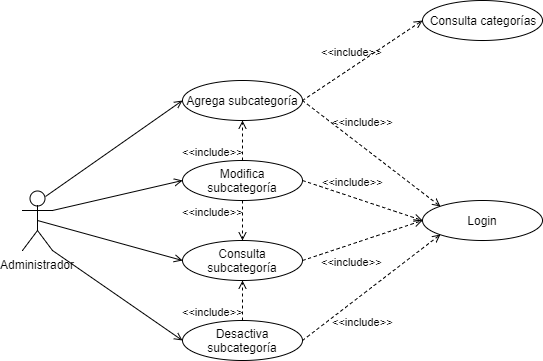 Consulta categorías
<<include>>
Agrega subcategoría
<<include>>
<<include>>
Modifica
subcategoría
<<include>>
<<include>>
Login
Consulta
subcategoría
<<include>>
Administrador
<<include>>
<<include>>
Desactiva
subcategoría